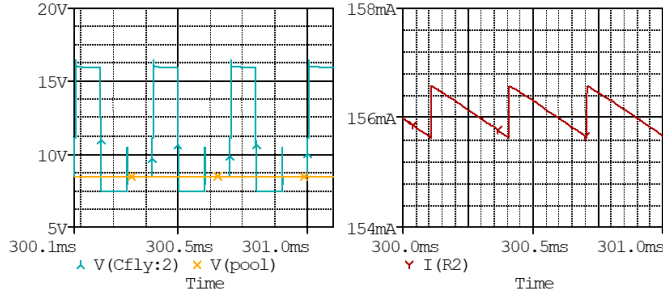 20V
15V
10V
5V
300.1ms
300.5ms
301.0ms
V(Cfly:2)
V(pool)
Time
158mA
156mA
154mA
300.0ms
300.5ms
301.0ms
I(R2)
Time